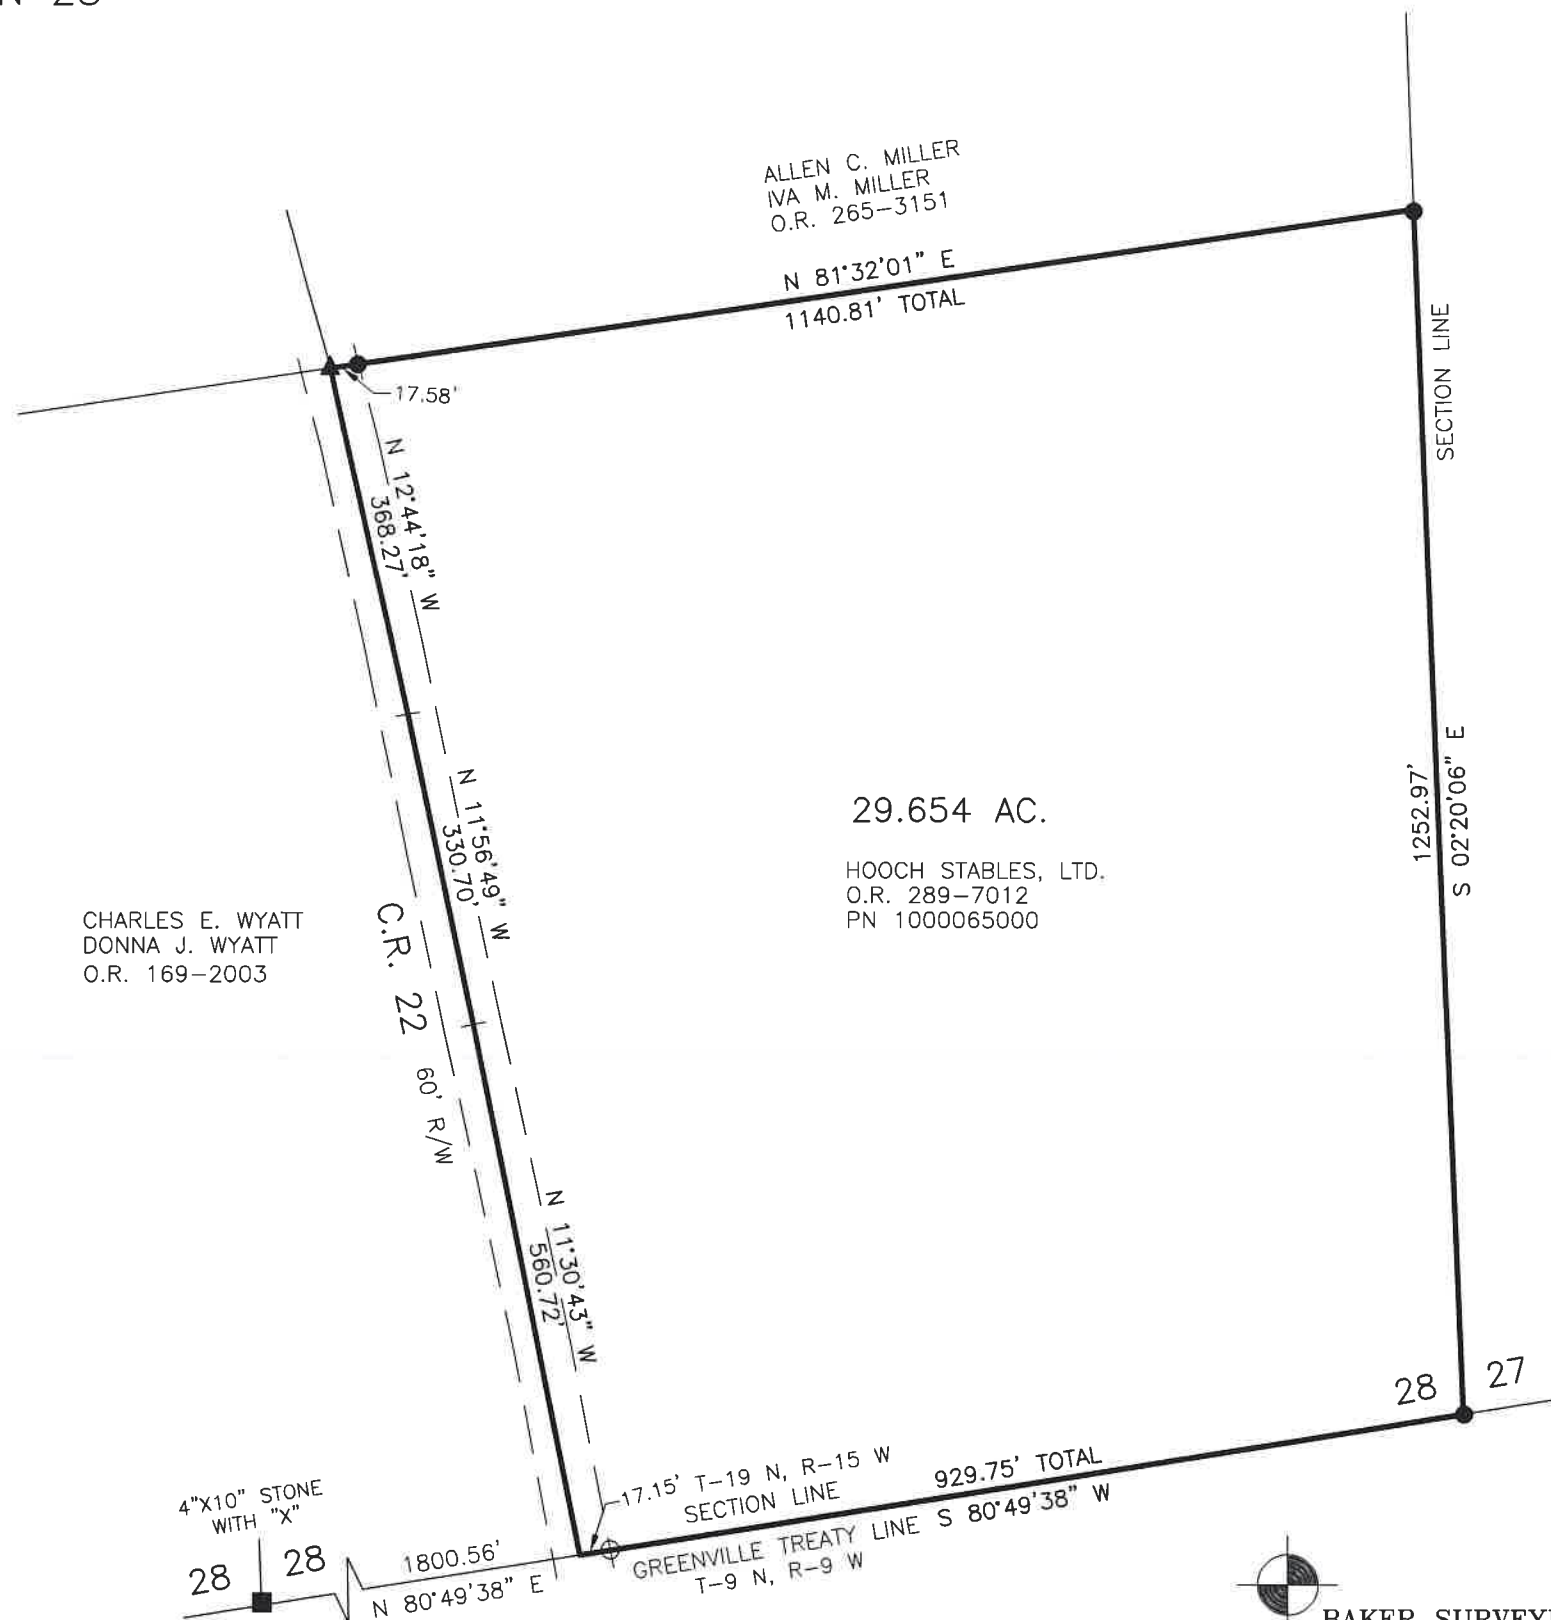 ALLEN C. MILLER
IVA M. MILLER
O.R. 265-3151
N 81°32'01" E
1140.81' TOTAL
SECTION LINE
17.58'
N 12°44'18" W
368.27'
N 11°56'49" W
330.70'
1252.97'
S 02°20'06" E
29.654 AC.
HOOCH STABLES, LTD.
O.R. 289-7012
PN 1000065000
CHARLES E. WYATT
DONNA J. WYATT
O.R. 169-2003
C.R. 22 60' R/W
N 11°30'43" W
560.72'
28 27
17.15' T-19 N, R-15 W
SECTION LINE
929.75' TOTAL
GREENVILLE TREATY LINE S 80°49'38" W
T-9 N, R-9 W
4"X10" STONE
WITH "X"
28 28
1800.56'
N 80°49'38" E